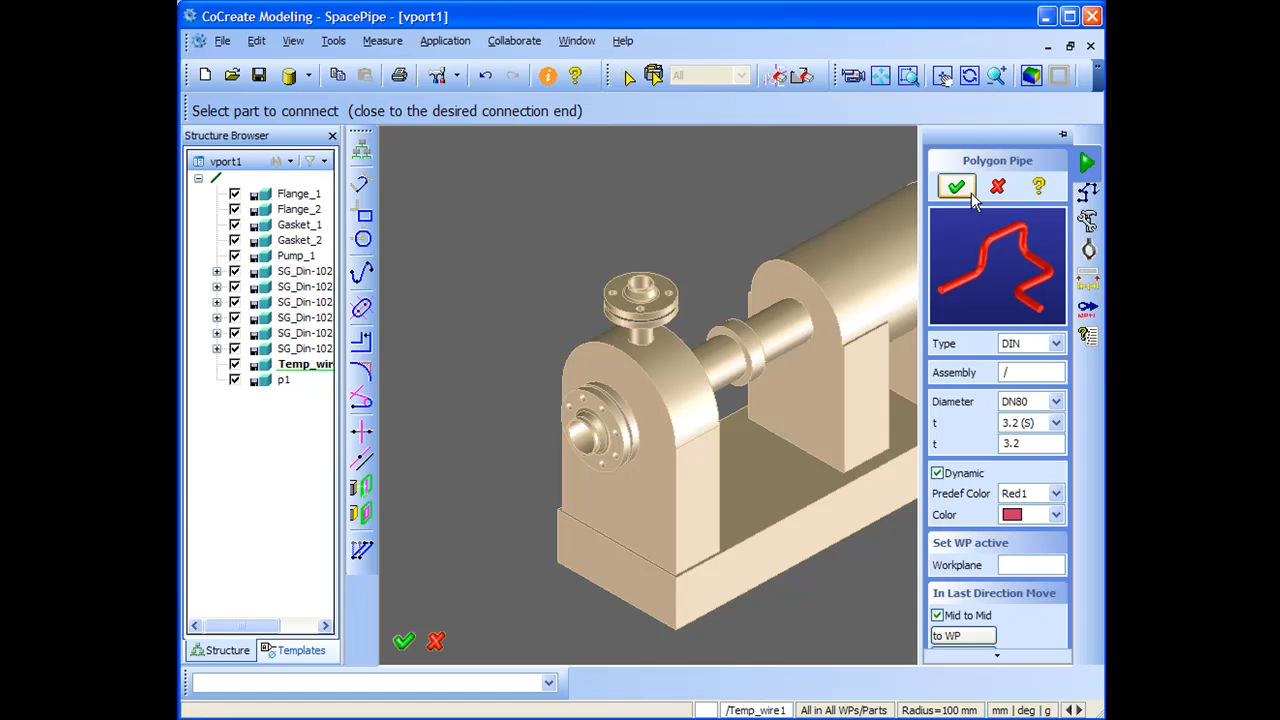 CoCreate Modeling - SpacePipe - [vport1]
File Edit View Tools Measure Application Collaborate Window Help
All
Select part to connnect (close to the desired connection end)
Structure Browser
vport1
Flange_1
Flange_2
Gasket_1
Gasket_2
Pump_1
SG_Din-102
SG_Din-102
SG_Din-102
SG_Din-102
SG_Din-102
SG_Din-102
Temp_wir
p1
Structure Templates
Polygon Pipe
Type DIN
Assembly /
Diameter DN80
t 3.2 (S)
t 3.2
Dynamic
Predef Color Red1
Color
Set WP active
Workplane
In Last Direction Move
Mid to Mid
to WP
/Temp_wire1 All in All WPs/Parts Radius=100 mm mm | deg | g